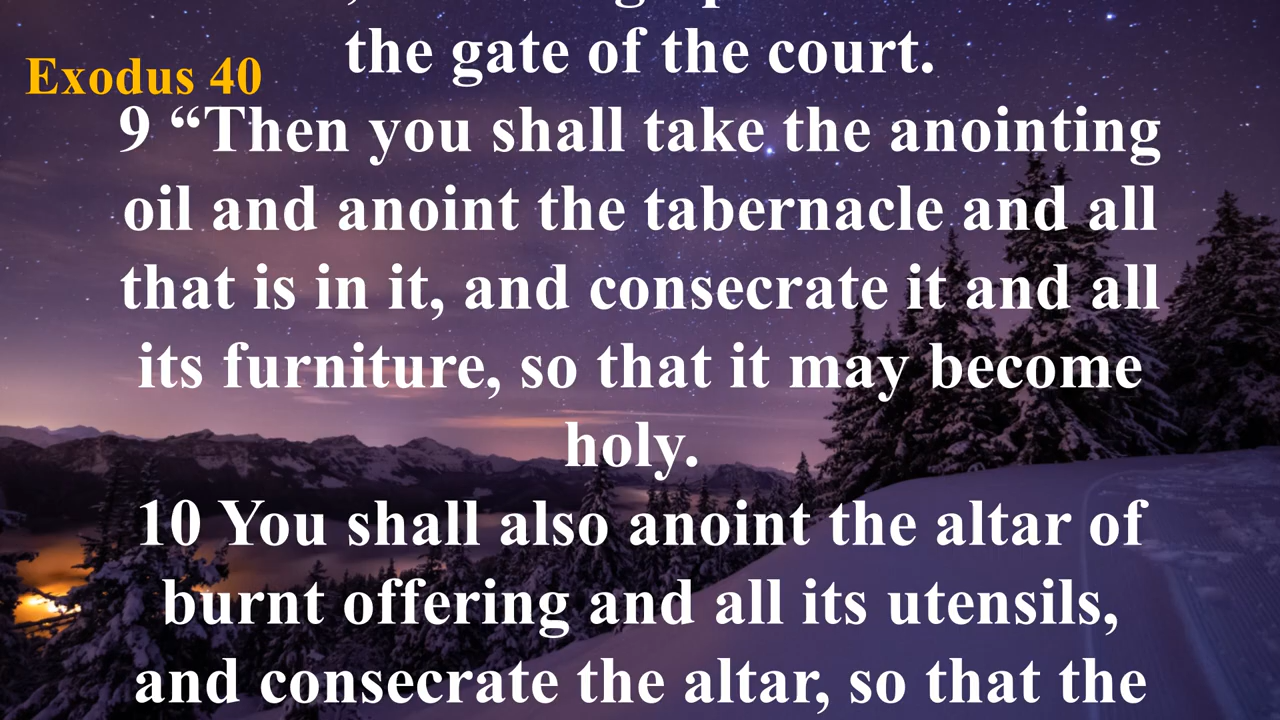 the gate of the court.
Exodus 40
9 “Then you shall take the anointing
oil and anoint the tabernacle and all
that is in it, and consecrate it and all
its furniture, so that it may become
holy.
10 You shall also anoint the altar of
burnt offering and all its utensils,
and consecrate the altar, so that the